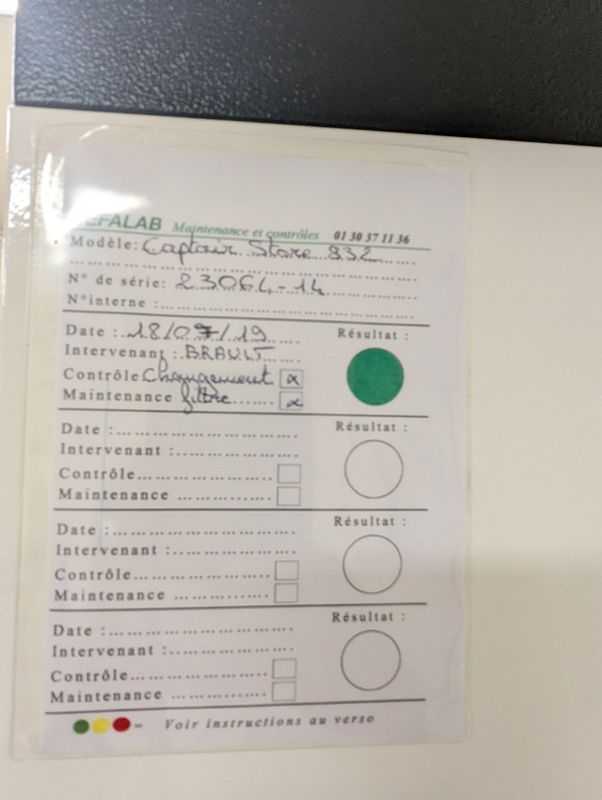 EFALAB Maintenance et contrôles 01 30 37 11 36
Modèle: Captair Store 832
N° de série: 23064-14
N°interne :
Date : 18/07/19 Résultat :
Intervenant : BRAULT
Contrôle Changement x
Maintenance filtre x
Date : Résultat :
Intervenant :
Contrôle
Maintenance
Date : Résultat :
Intervenant :
Contrôle
Maintenance
Date : Résultat :
Intervenant :
Contrôle
Maintenance
= Voir instructions au verso